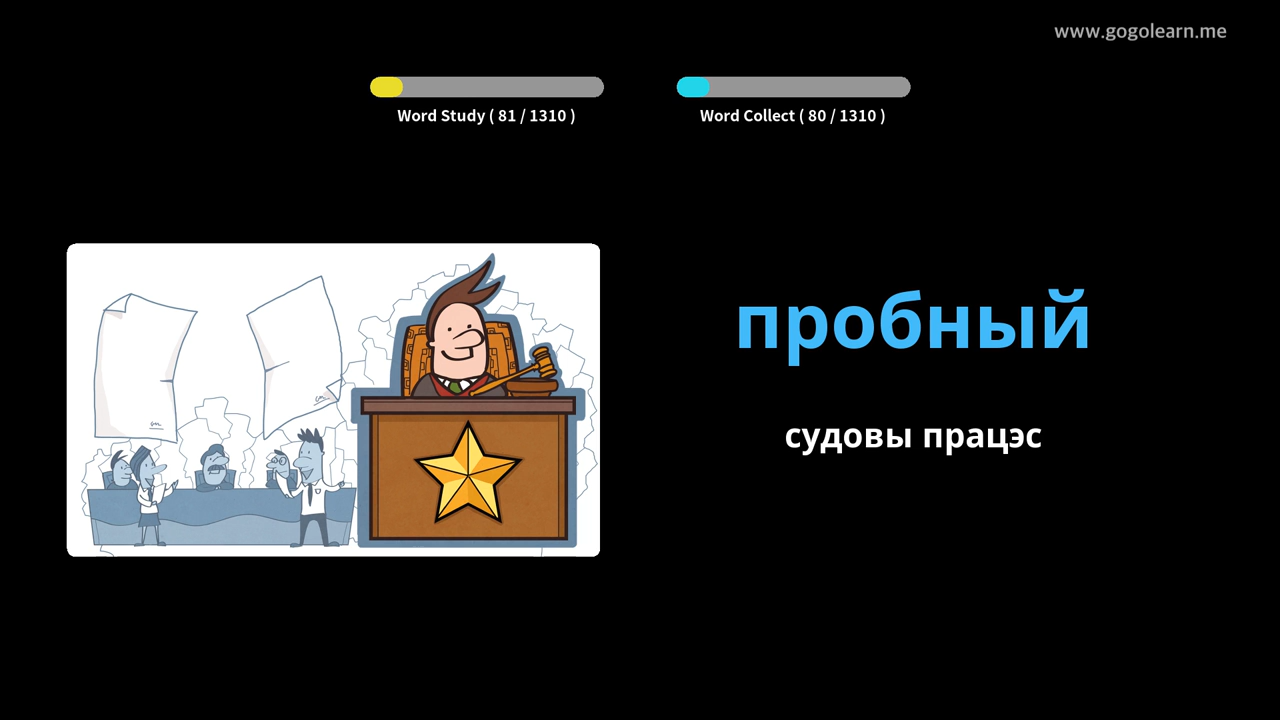 www.gogolearn.me
Word Study ( 81 / 1310 )
Word Collect ( 80 / 1310 )
пробный
судовы працэс